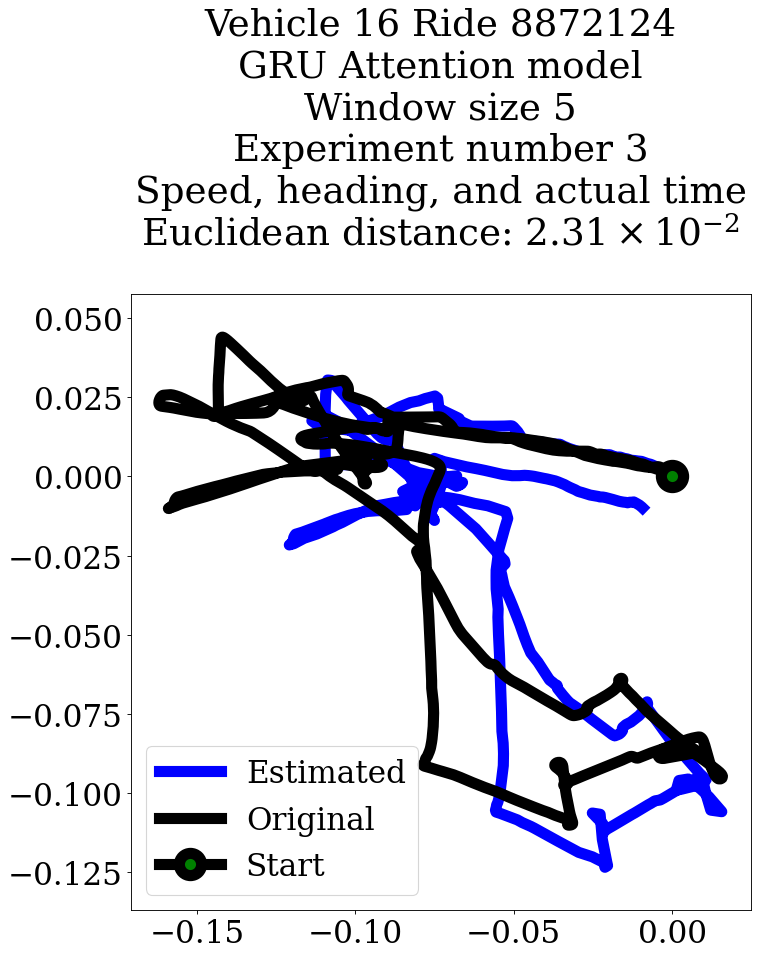 Vehicle 16 Ride 8872124
GRU Attention model
Window size 5
Experiment number 3
Speed, heading, and actual time
Euclidean distance: 2.31 × 10⁻²
0.050
0.025
0.000
−0.025
−0.050
−0.075
−0.100
−0.125
Estimated
Original
Start
−0.15 −0.10 −0.05 0.00